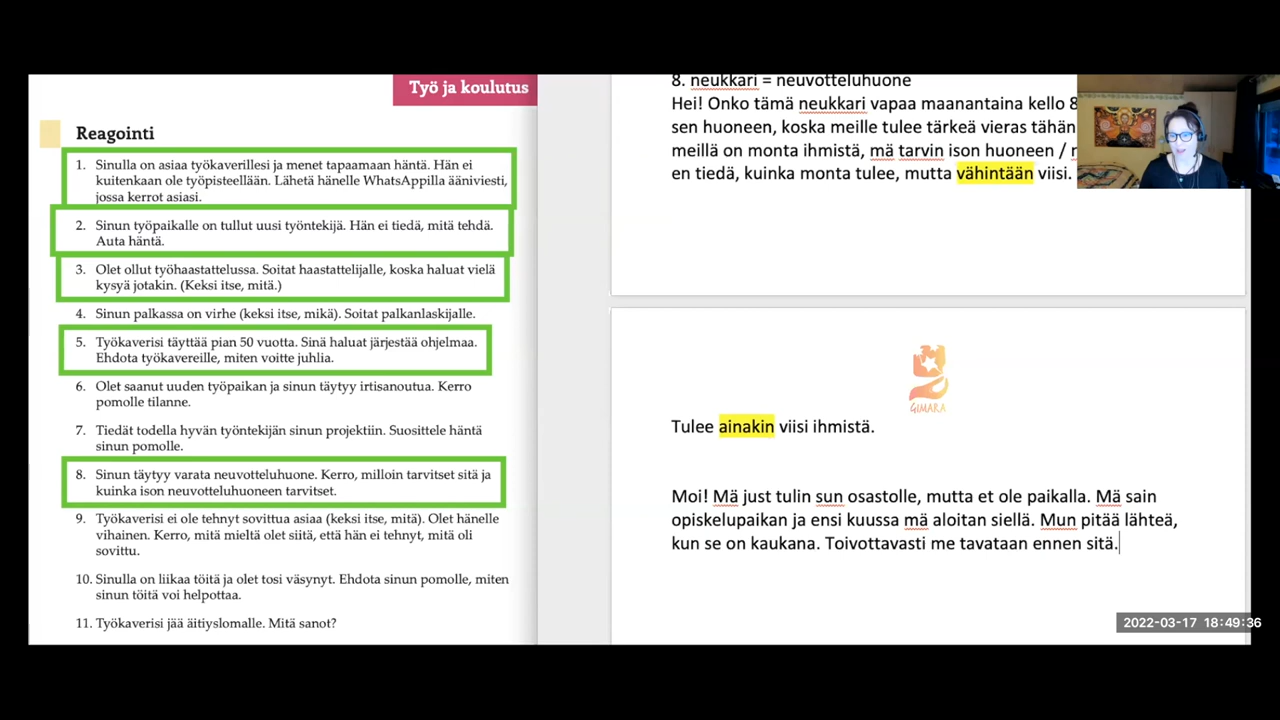 Työ ja koulutus
Reagointi
1. Sinulla on asiaa työkaverillesi ja menet tapaamaan häntä. Hän ei
kuitenkaan ole työpisteellään. Lähetä hänelle WhatsAppilla ääniviesti,
jossa kerrot asiasi.
2. Sinun työpaikalle on tullut uusi työntekijä. Hän ei tiedä, mitä tehdä.
Auta häntä.
3. Olet ollut työhaastattelussa. Soitat haastattelijalle, koska haluat vielä
kysyä jotakin. (Keksi itse, mitä.)
4. Sinun palkassa on virhe (keksi itse, mikä). Soitat palkanlaskijalle.
5. Työkaverisi täyttää pian 50 vuotta. Sinä haluat järjestää ohjelmaa.
Ehdota työkavereille, miten voitte juhlia.
6. Olet saanut uuden työpaikan ja sinun täytyy irtisanoutua. Kerro
pomolle tilanne.
7. Tiedät todella hyvän työntekijän sinun projektiin. Suosittele häntä
sinun pomolle.
8. Sinun täytyy varata neuvotteluhuone. Kerro, milloin tarvitset sitä ja
kuinka ison neuvotteluhuoneen tarvitset.
9. Työkaverisi ei ole tehnyt sovittua asiaa (keksi itse, mitä). Olet hänelle
vihainen. Kerro, mitä mieltä olet siitä, että hän ei tehnyt, mitä oli
sovittu.
10. Sinulla on liikaa töitä ja olet tosi väsynyt. Ehdota sinun pomolle, miten
sinun töitä voi helpottaa.
11. Työkaverisi jää äitiyslomalle. Mitä sanot?
8. neukkari = neuvotteluhuone
Hei! Onko tämä neukkari vapaa maanantaina kello 8
sen huoneen, koska meille tulee tärkeä vieras tähän
meillä on monta ihmistä, mä tarvin ison huoneen /
en tiedä, kuinka monta tulee, mutta vähintään viisi.
GIMARA
Tulee ainakin viisi ihmistä.
Moi! Mä just tulin sun osastolle, mutta et ole paikalla. Mä sain
opiskelupaikan ja ensi kuussa mä aloitan siellä. Mun pitää lähteä,
kun se on kaukana. Toivottavasti me tavataan ennen sitä.
2022-03-17 18:49:36